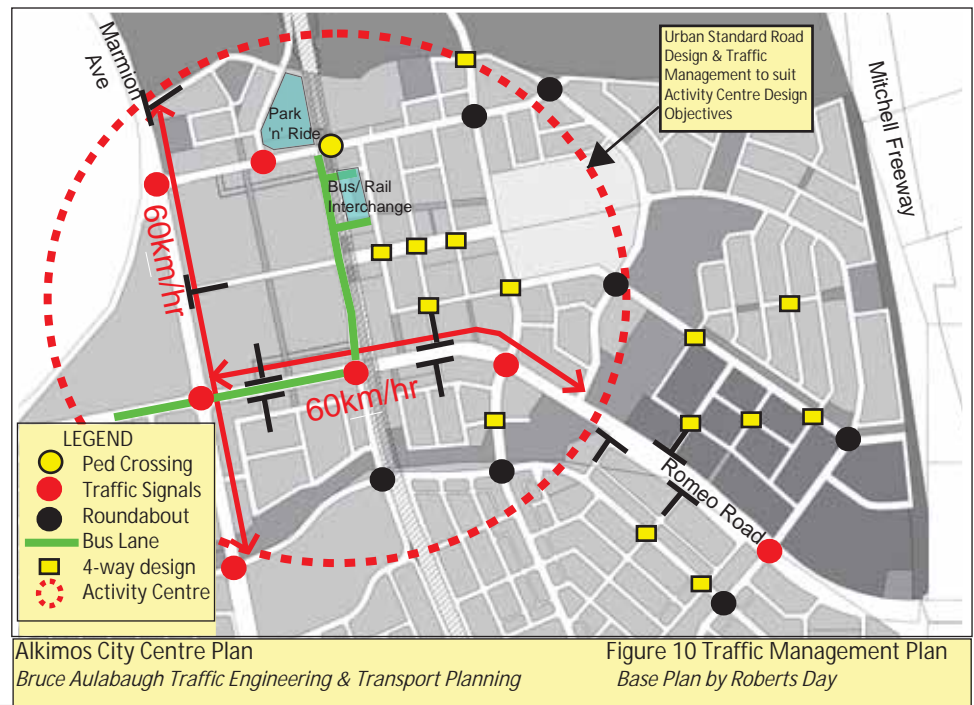 Marmion
Ave
Urban Standard Road
Design & Traffic
Management to suit
Activity Centre Design
Objectives
Mitchell Freeway
Park
'n' Ride
Bus/ Rail
Interchange
60km/hr
60km/hr
Romeo Road
LEGEND
Ped Crossing
Traffic Signals
Roundabout
Bus Lane
4-way design
Activity Centre
Alkimos City Centre Plan
Figure 10 Traffic Management Plan
Bruce Aulabaugh Traffic Engineering & Transport Planning
Base Plan by Roberts Day